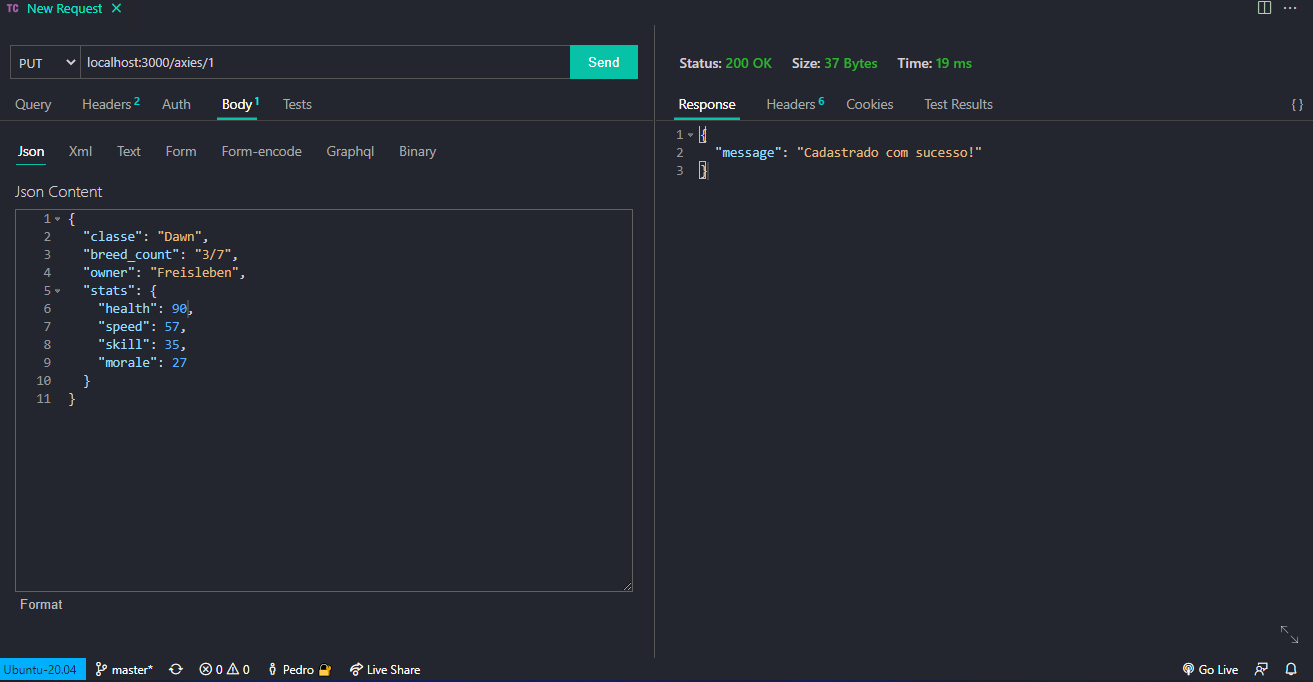 TC New Request
PUT localhost:3000/axies/1 Send
Query Headers 2 Auth Body 1 Tests
Json Xml Text Form Form-encode Graphql Binary
Json Content
1 {
2 "classe": "Dawn",
3 "breed_count": "3/7",
4 "owner": "Freisleben",
5 "stats": {
6 "health": 90,
7 "speed": 57,
8 "skill": 35,
9 "morale": 27
10 }
11 }
Format
Status: 200 OK Size: 37 Bytes Time: 19 ms
Response Headers 6 Cookies Test Results { }
1 {
2 "message": "Cadastrado com sucesso!"
3 }
Ubuntu-20.04 master* 0 0 Pedro Live Share Go Live